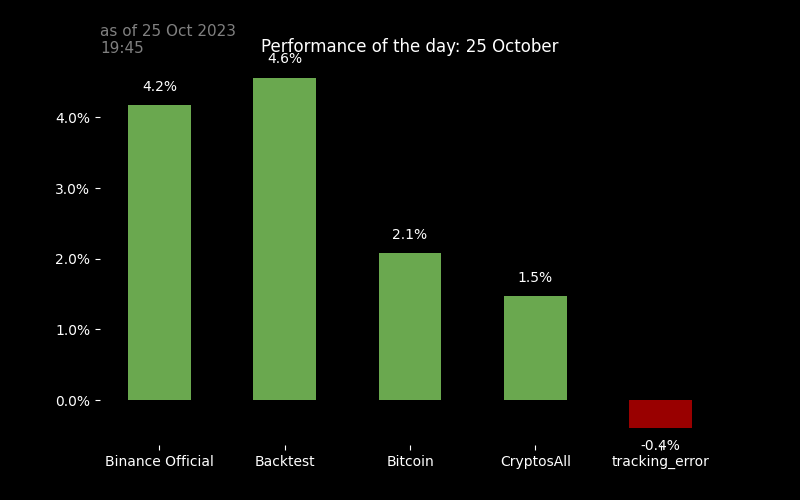 as of 25 Oct 2023
19:45
Performance of the day: 25 October
4.2%
4.6%
2.1%
1.5%
-0.4%
4.0%
3.0%
2.0%
1.0%
0.0%
Binance Official
Backtest
Bitcoin
CryptosAll
tracking_error